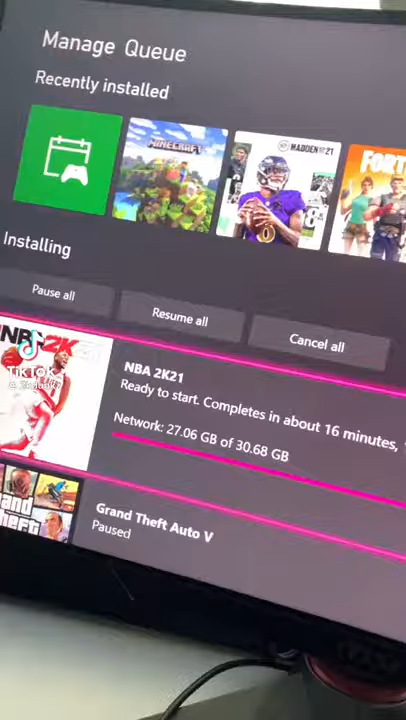 Manage Queue
Recently installed
MINECRAFT
MADDEN 21
FORT
Installing
Pause all
Resume all
Cancel all
NBA 2K21
TikTok
NBA 2K21
Ready to start. Completes in about 16 minutes,
Network: 27.06 GB of 30.68 GB
Grand Theft Auto V
Paused